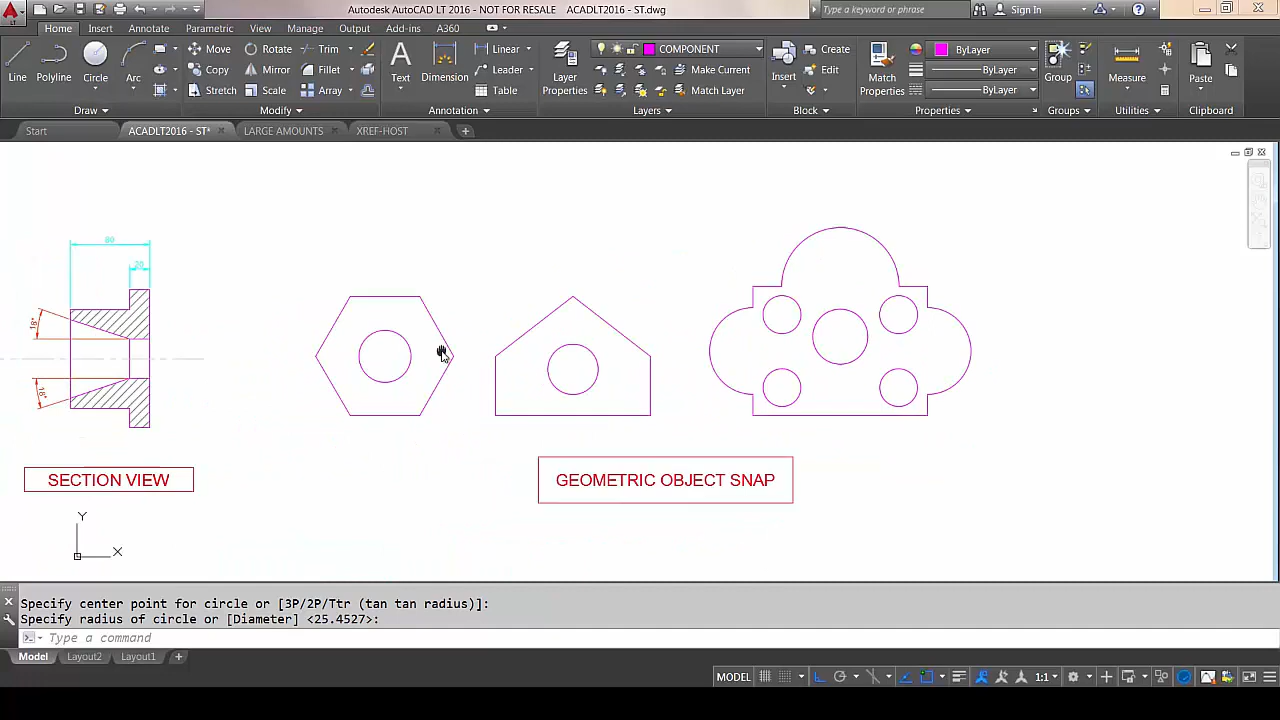 Autodesk AutoCAD LT 2016 - NOT FOR RESALE ACADLT2016 - ST.dwg
Type a keyword or phrase
Sign In
LT
Home Insert Annotate Parametric View Manage Output Add-ins A360
Line
Polyline
Circle
Arc
Move
Copy
Stretch
Rotate
Mirror
Scale
Trim
Fillet
Array
Text
Dimension
Linear
Leader
Table
Layer
Properties
COMPONENT
Make Current
Match Layer
Insert
Create
Edit
Match
Properties
ByLayer
ByLayer
ByLayer
Group
Measure
Paste
Draw Modify Annotation Layers Block Properties Groups Utilities Clipboard
Start ACADLT2016 - ST* LARGE AMOUNTS XREF-HOST
80
20
16°
16°
SECTION VIEW
GEOMETRIC OBJECT SNAP
Y
X
Specify center point for circle or [3P/2P/Ttr (tan tan radius)]:
Specify radius of circle or [Diameter] <25.4527>:
Type a command
Model Layout2 Layout1
MODEL
1:1